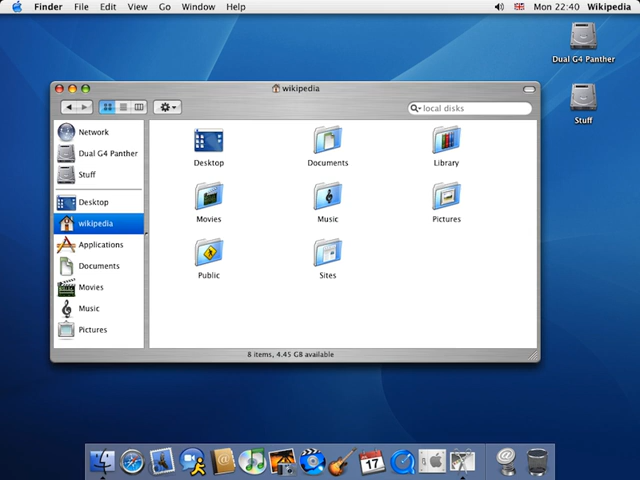 Finder File Edit View Go Window Help Mon 22:40 Wikipedia
Dual G4 Panther
Stuff
wikipedia
local disks
Network
Dual G4 Panther
Stuff
Desktop
wikipedia
Applications
Documents
Movies
Music
Pictures
Desktop Documents Library
Movies Music Pictures
Public Sites
8 items, 4.45 GB available
17